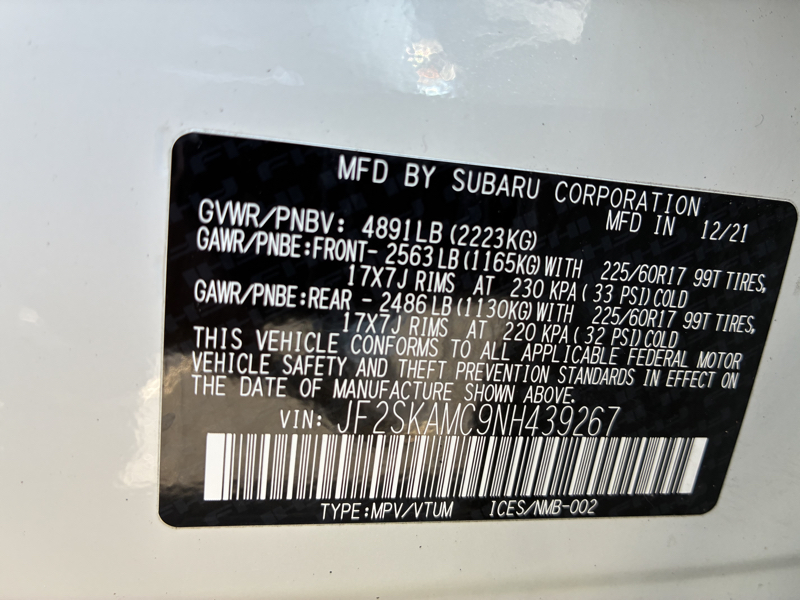 MFD BY SUBARU CORPORATION
MFD IN 12/21
GVWR/PNBV: 4891LB (2223KG)
GAWR/PNBE:FRONT- 2563LB (1165KG) WITH 225/60R17 99T TIRES,
17X7J RIMS AT 230 KPA ( 33 PSI) COLD
GAWR/PNBE:REAR - 2486LB (1130KG) WITH 225/60R17 99T TIRES,
17X7J RIMS AT 220 KPA ( 32 PSI) COLD
THIS VEHICLE CONFORMS TO ALL APPLICABLE FEDERAL MOTOR
VEHICLE SAFETY AND THEFT PREVENTION STANDARDS IN EFFECT ON
THE DATE OF MANUFACTURE SHOWN ABOVE.
VIN: JF2SKAMC9NH439267
TYPE:MPV/VTUM ICES/NMB-002